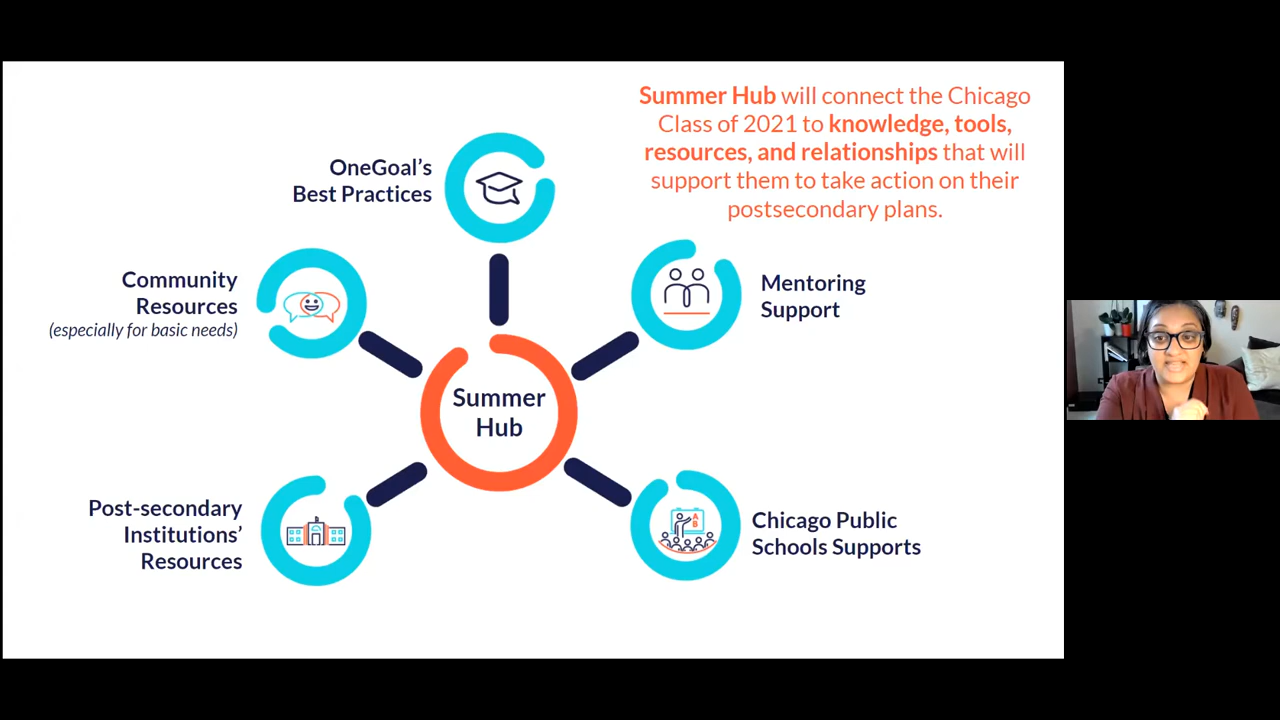 Summer Hub will connect the Chicago
Class of 2021 to knowledge, tools,
resources, and relationships that will
support them to take action on their
postsecondary plans.
OneGoal's
Best Practices
Community
Resources
(especially for basic needs)
Mentoring
Support
Summer
Hub
Post-secondary
Institutions'
Resources
Chicago Public
Schools Supports
A
B